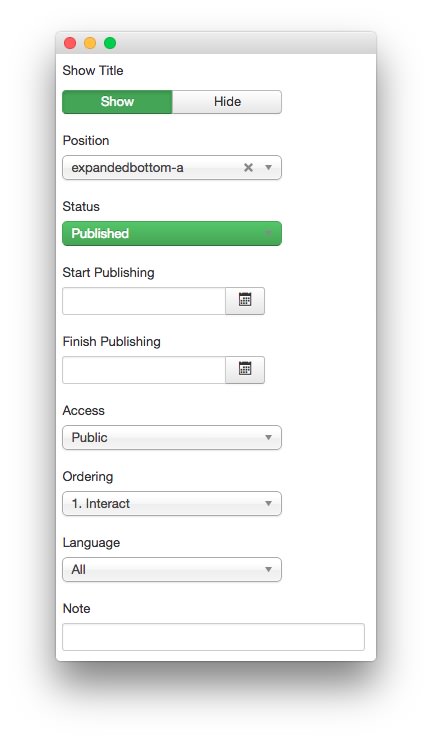 Show Title
Show Hide
Position
expandedbottom-a
Status
Published
Start Publishing
Finish Publishing
Access
Public
Ordering
1. Interact
Language
All
Note